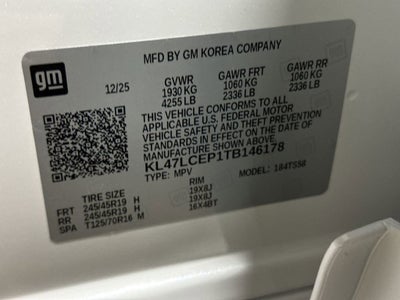 gm
MFD BY GM KOREA COMPANY
12/25
GVWR GAWR FRT GAWR RR
1930 KG 1060 KG 1060 KG
4255 LB 2336 LB 2336 LB
THIS VEHICLE CONFORMS TO ALL
APPLICABLE U.S. FEDERAL MOTOR
VEHICLE SAFETY AND THEFT PREVENTION
STANDARDS IN EFFECT ON THE DATE OF
MANUFACTURE SHOWN ABOVE.
KL47LCEP1TB146178
TYPE: MPV MODEL: 184TS58
TIRE SIZE RIM
FRT 245/45R19 H 19X8J
RR 245/45R19 H 19X8J
SPA T125/70R16 M 16X4BT